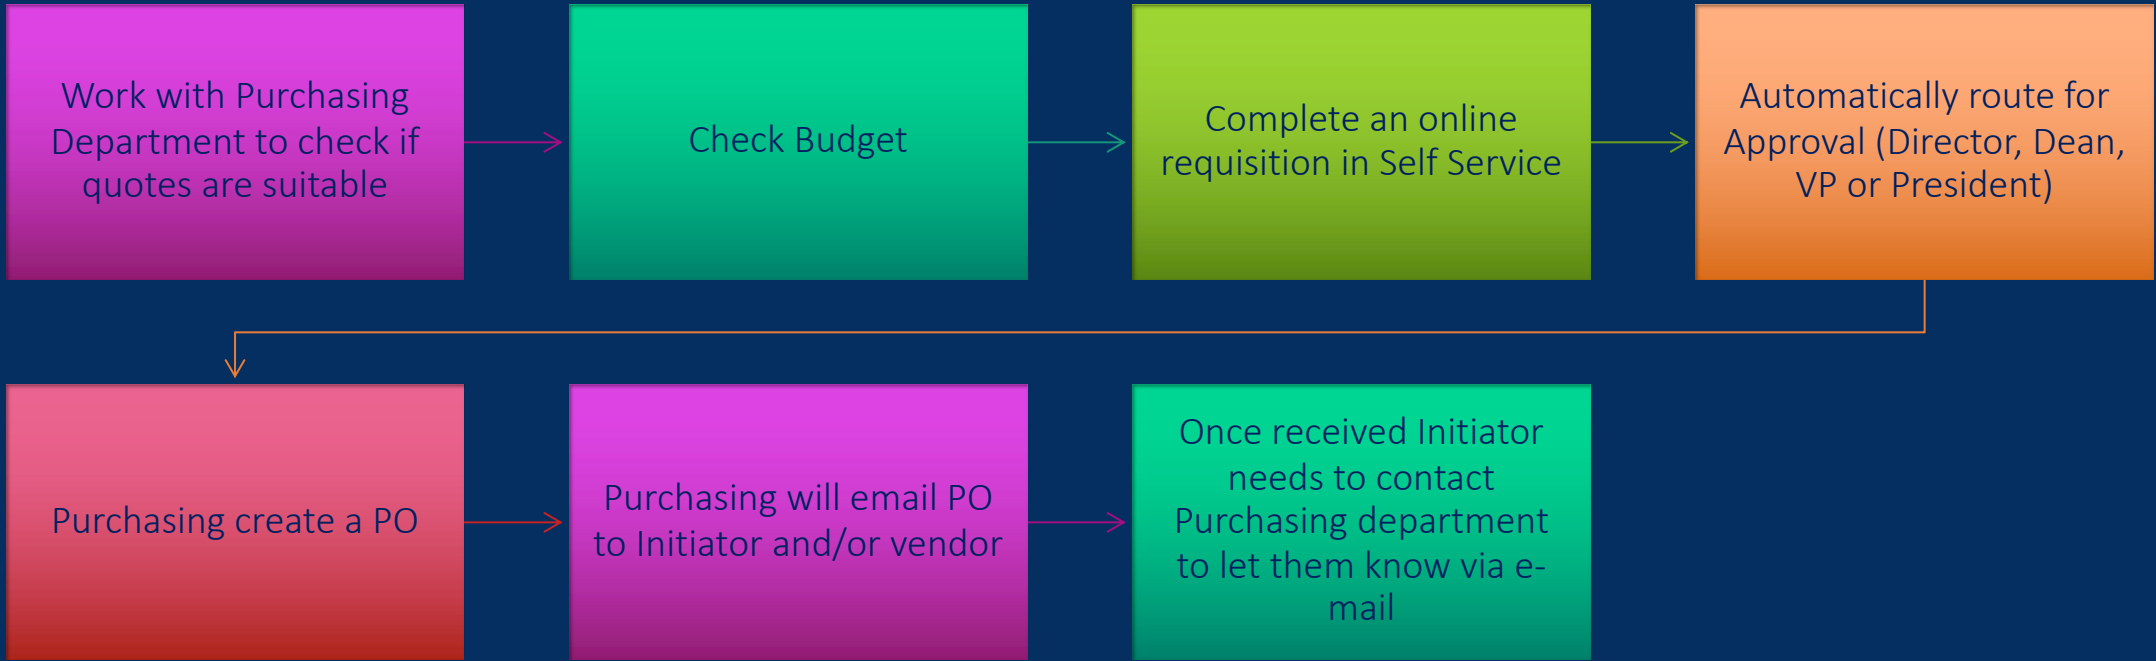 Work with Purchasing
Department to check if
quotes are suitable
Check Budget
Complete an online
requisition in Self Service
Automatically route for
Approval (Director, Dean,
VP or President)
Purchasing create a PO
Purchasing will email PO
to Initiator and/or vendor
Once received Initiator
needs to contact
Purchasing department
to let them know via e-
mail